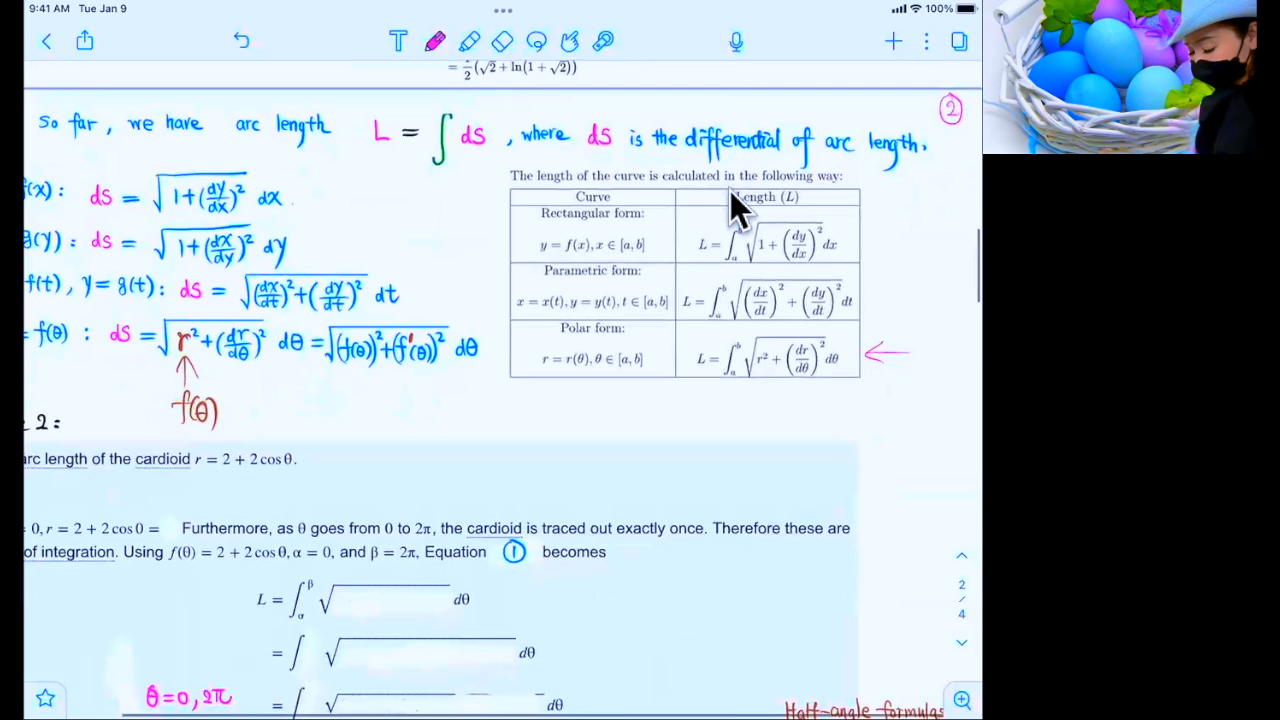 9:41 AM Tue Jan 9
100%
= 1/2 (√2 + ln(1 + √2))
2
So far, we have arc length L = ∫ ds, where ds is the differential of arc length.
The length of the curve is calculated in the following way:
Curve Length (L)
Rectangular form:
y = f(x), x ∈ [a, b] L = ∫_a^b √(1 + (dy/dx)^2) dx
Parametric form:
x = x(t), y = y(t), t ∈ [a, b] L = ∫_a^b √((dx/dt)^2 + (dy/dt)^2) dt
Polar form:
r = r(θ), θ ∈ [a, b] L = ∫_a^b √(r^2 + (dr/dθ)^2) dθ
(x): ds = √(1+(dy/dx)^2) dx
g(y): ds = √(1+(dx/dy)^2) dy
f(t), y = g(t): ds = √((dx/dt)^2+(dy/dt)^2) dt
= f(θ): ds = √(r^2+(dr/dθ)^2) dθ = √((f(θ))^2+(f'(θ))^2) dθ
f(θ)
2:
arc length of the cardioid r = 2 + 2 cos θ.
0, r = 2 + 2 cos 0 = Furthermore, as θ goes from 0 to 2π, the cardioid is traced out exactly once. Therefore these are
of integration. Using f(θ) = 2 + 2 cos θ, α = 0, and β = 2π, Equation ① becomes
L = ∫_α^β √ dθ
= ∫ √ dθ
θ = 0, 2π
= ∫ √ dθ
Half-angle formulas
2
/
4